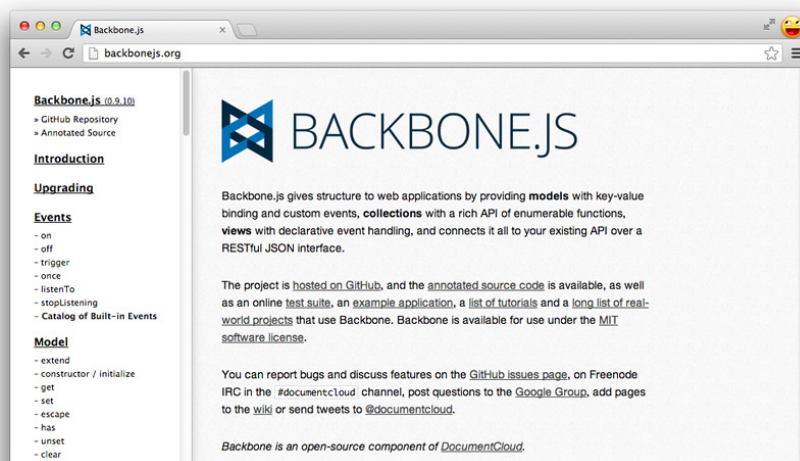 Backbone.js
backbonejs.org
Backbone.js (0.9.10)
» GitHub Repository
» Annotated Source
Introduction
Upgrading
Events
- on
- off
- trigger
- once
- listenTo
- stopListening
- Catalog of Built-in Events
Model
- extend
- constructor / initialize
- get
- set
- escape
- has
- unset
- clear
BACKBONE.JS
Backbone.js gives structure to web applications by providing models with key-value
binding and custom events, collections with a rich API of enumerable functions,
views with declarative event handling, and connects it all to your existing API over a
RESTful JSON interface.
The project is hosted on GitHub, and the annotated source code is available, as well
as an online test suite, an example application, a list of tutorials and a long list of real-
world projects that use Backbone. Backbone is available for use under the MIT
software license.
You can report bugs and discuss features on the GitHub issues page, on Freenode
IRC in the #documentcloud channel, post questions to the Google Group, add pages
to the wiki or send tweets to @documentcloud.
Backbone is an open-source component of DocumentCloud.